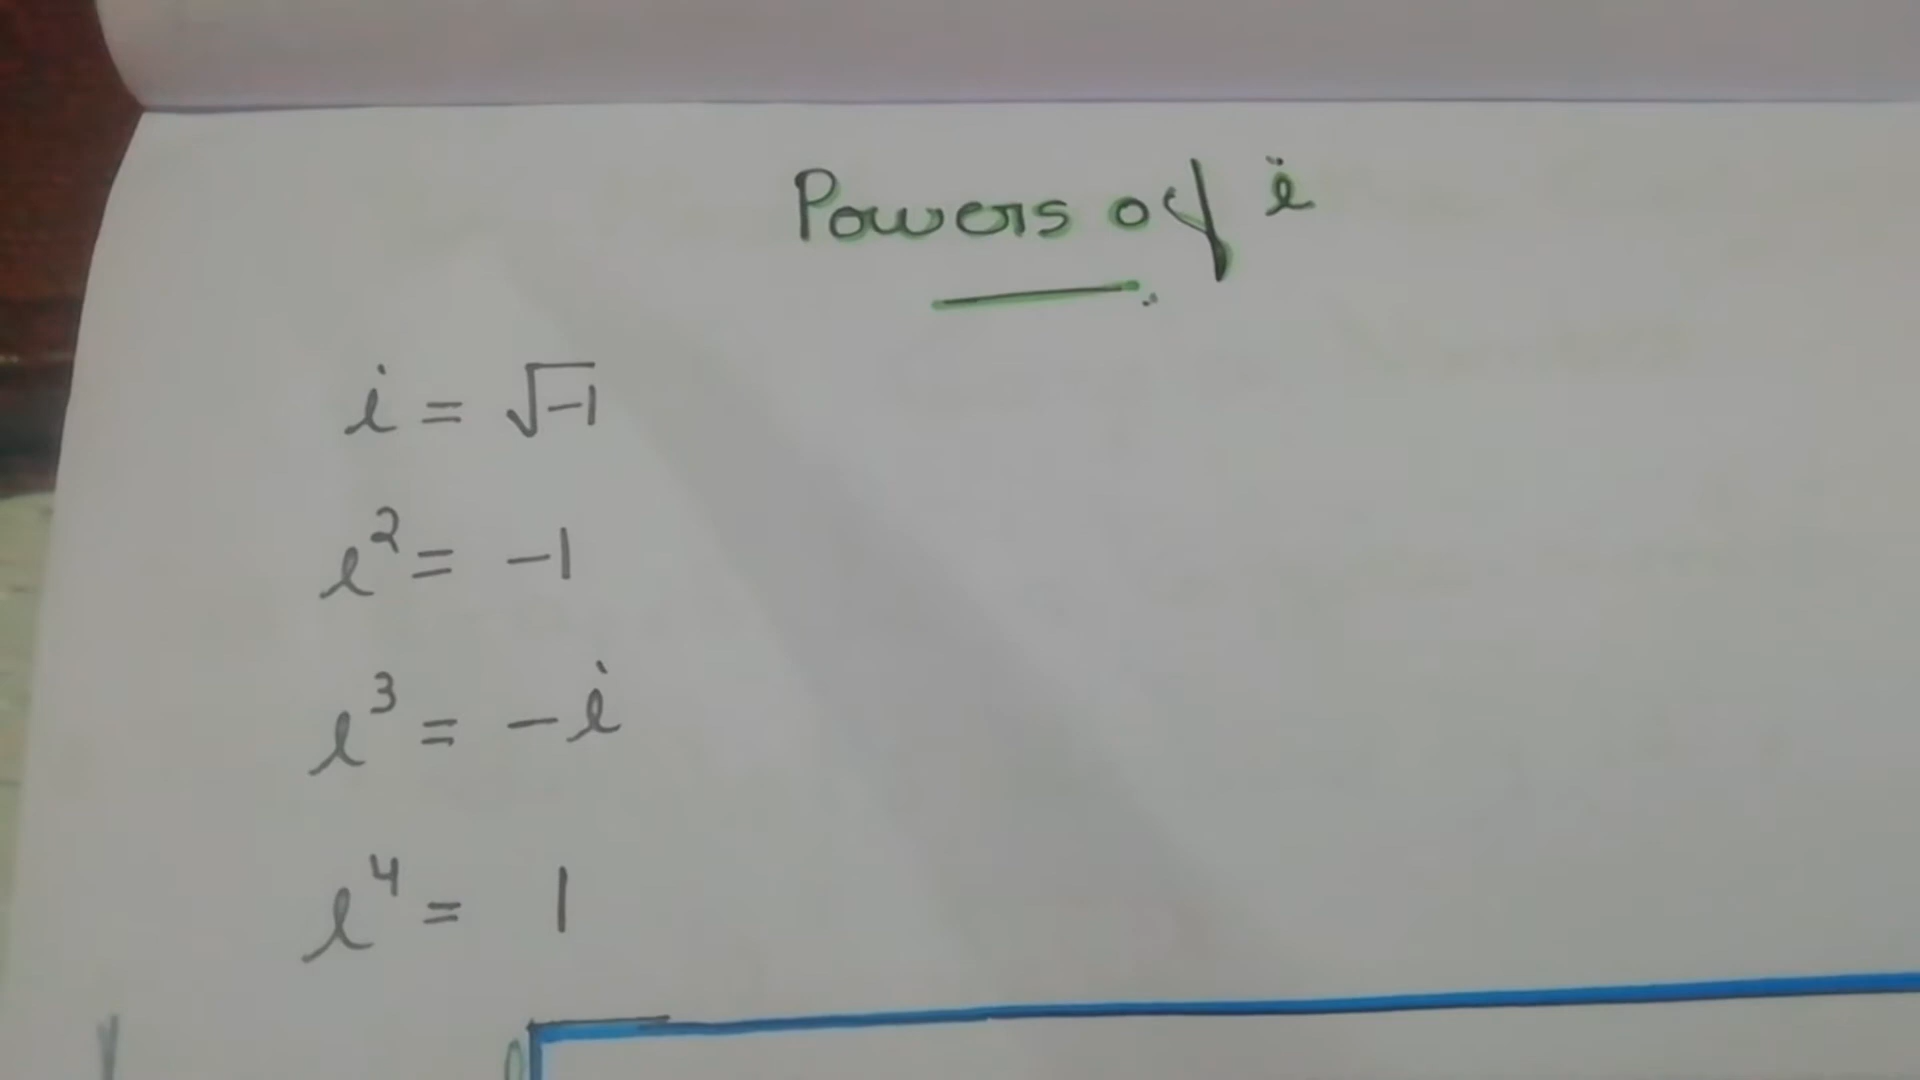 Powers of i
i = √-1
i² = -1
i³ = -i
i⁴ = 1